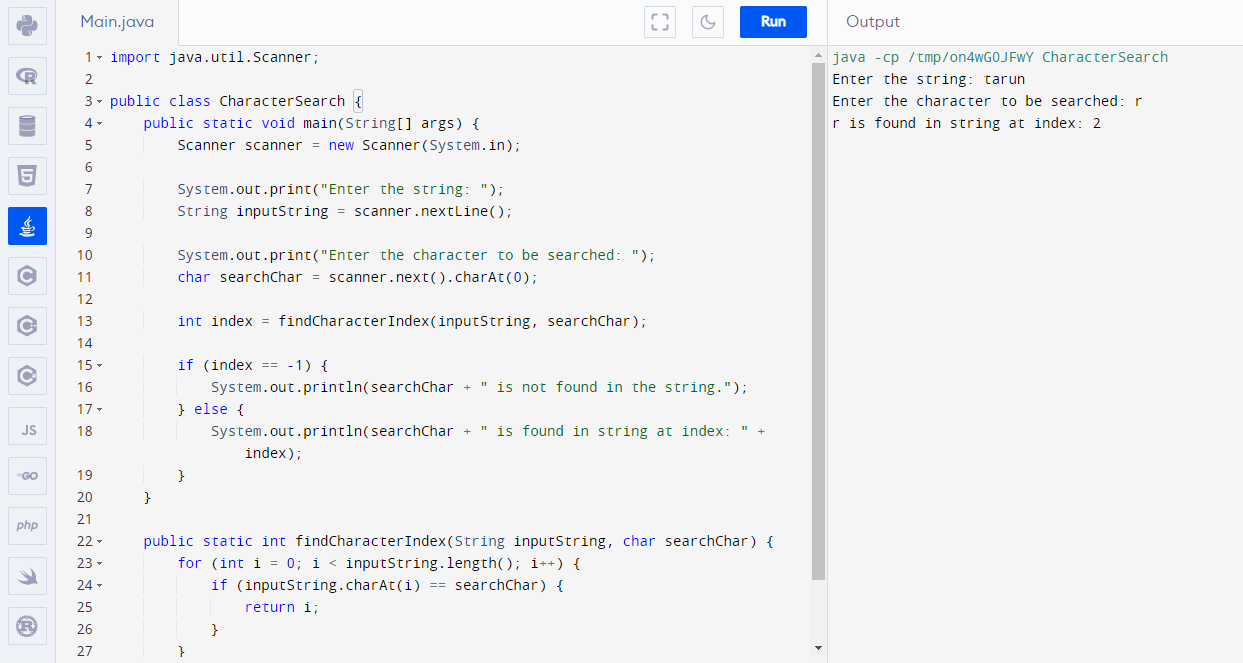 Main.java
Run
Output
1 import java.util.Scanner;
2
3 public class CharacterSearch {
4     public static void main(String[] args) {
5         Scanner scanner = new Scanner(System.in);
6
7         System.out.print("Enter the string: ");
8         String inputString = scanner.nextLine();
9
10         System.out.print("Enter the character to be searched: ");
11         char searchChar = scanner.next().charAt(0);
12
13         int index = findCharacterIndex(inputString, searchChar);
14
15         if (index == -1) {
16             System.out.println(searchChar + " is not found in the string.");
17         } else {
18             System.out.println(searchChar + " is found in string at index: " +
                index);
19         }
20     }
21
22     public static int findCharacterIndex(String inputString, char searchChar) {
23         for (int i = 0; i < inputString.length(); i++) {
24             if (inputString.charAt(i) == searchChar) {
25                 return i;
26             }
27         }
java -cp /tmp/on4wG0JFwY CharacterSearch
Enter the string: tarun
Enter the character to be searched: r
r is found in string at index: 2
R
5
C
C
C
JS
GO
php
R